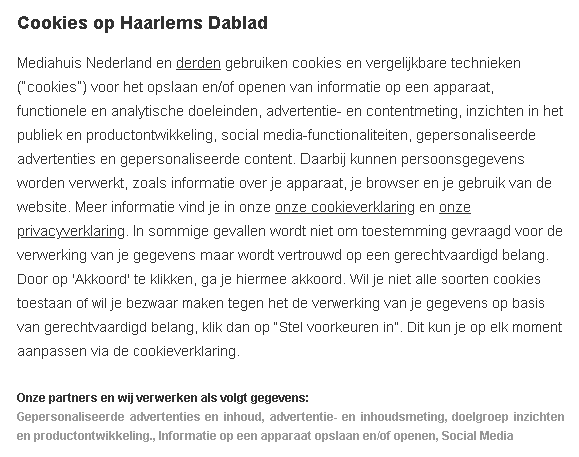 Cookies op Haarlems Dablad
Mediahuis Nederland en derden gebruiken cookies en vergelijkbare technieken
("cookies") voor het opslaan en/of openen van informatie op een apparaat,
functionele en analytische doeleinden, advertentie- en contentmeting, inzichten in het
publiek en productontwikkeling, social media-functionaliteiten, gepersonaliseerde
advertenties en gepersonaliseerde content. Daarbij kunnen persoonsgegevens
worden verwerkt, zoals informatie over je apparaat, je browser en je gebruik van de
website. Meer informatie vind je in onze onze cookieverklaring en onze
privacyverklaring. In sommige gevallen wordt niet om toestemming gevraagd voor de
verwerking van je gegevens maar wordt vertrouwd op een gerechtvaardigd belang.
Door op 'Akkoord' te klikken, ga je hiermee akkoord. Wil je niet alle soorten cookies
toestaan of wil je bezwaar maken tegen het de verwerking van je gegevens op basis
van gerechtvaardigd belang, klik dan op "Stel voorkeuren in". Dit kun je op elk moment
aanpassen via de cookieverklaring.
Onze partners en wij verwerken als volgt gegevens:
Gepersonaliseerde advertenties en inhoud, advertentie- en inhoudsmeting, doelgroep inzichten
en productontwikkeling., Informatie op een apparaat opslaan en/of openen, Social Media